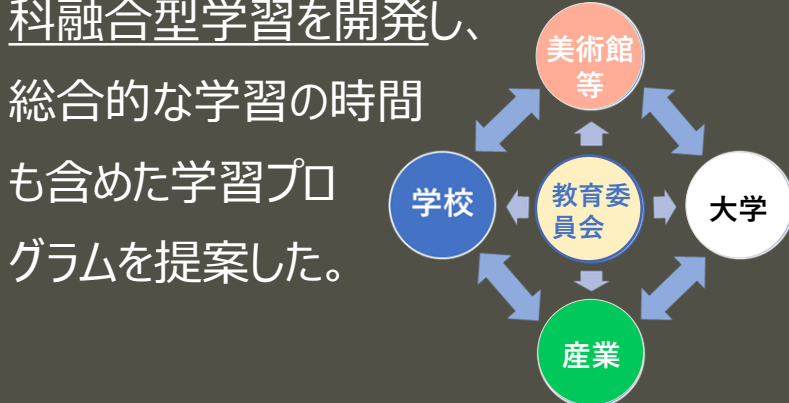 科融合型学習を開発し、
総合的な学習の時間
も含めた学習プロ
グラムを提案した。
美術館
等
学校
教育委
員会
大学
産業